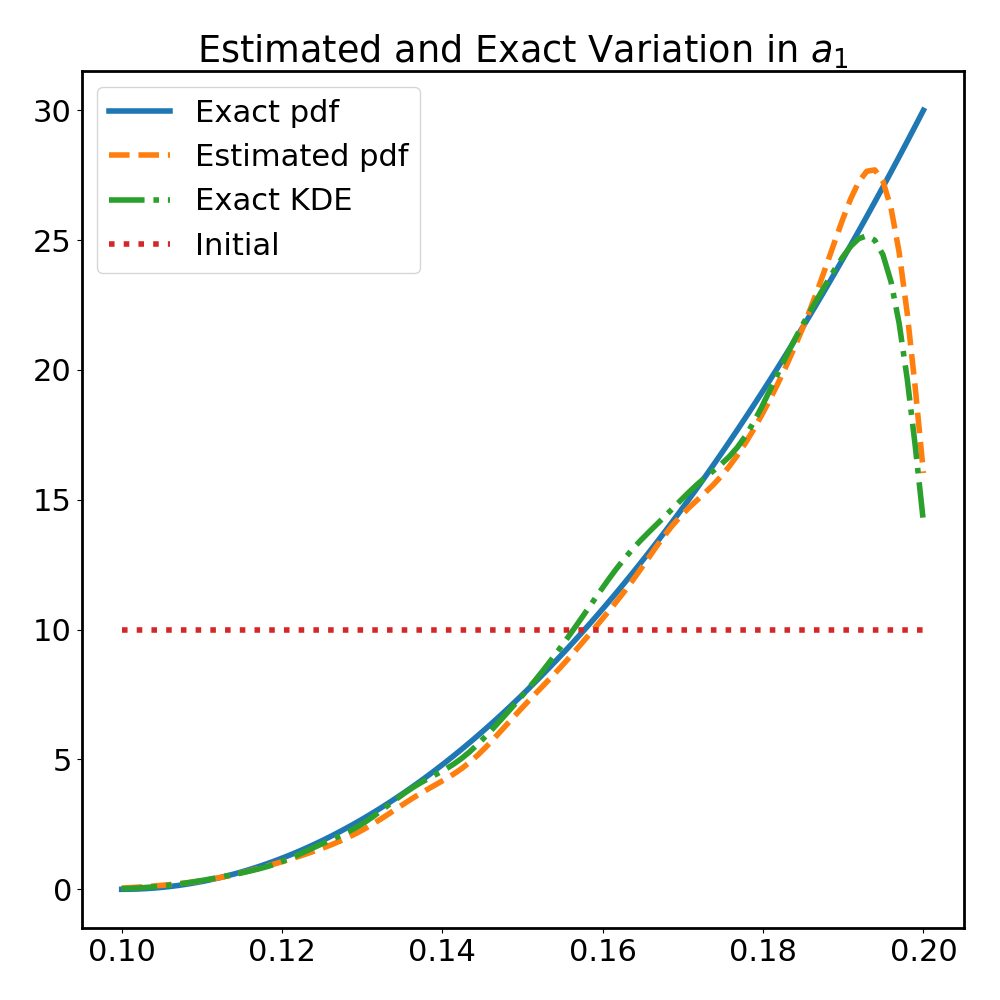 Estimated and Exact Variation in a₁
Exact pdf
Estimated pdf
Exact KDE
Initial
30
25
20
15
10
5
0
0.10 0.12 0.14 0.16 0.18 0.20